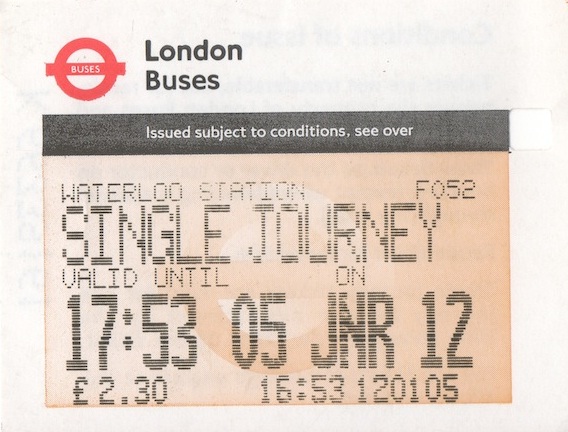 BUSES
London
Buses
Issued subject to conditions, see over
WATERLOO STATION F052
SINGLE JOURNEY
VALID UNTIL ON
17:53 05 JNR 12
£2.30 16:53 120105